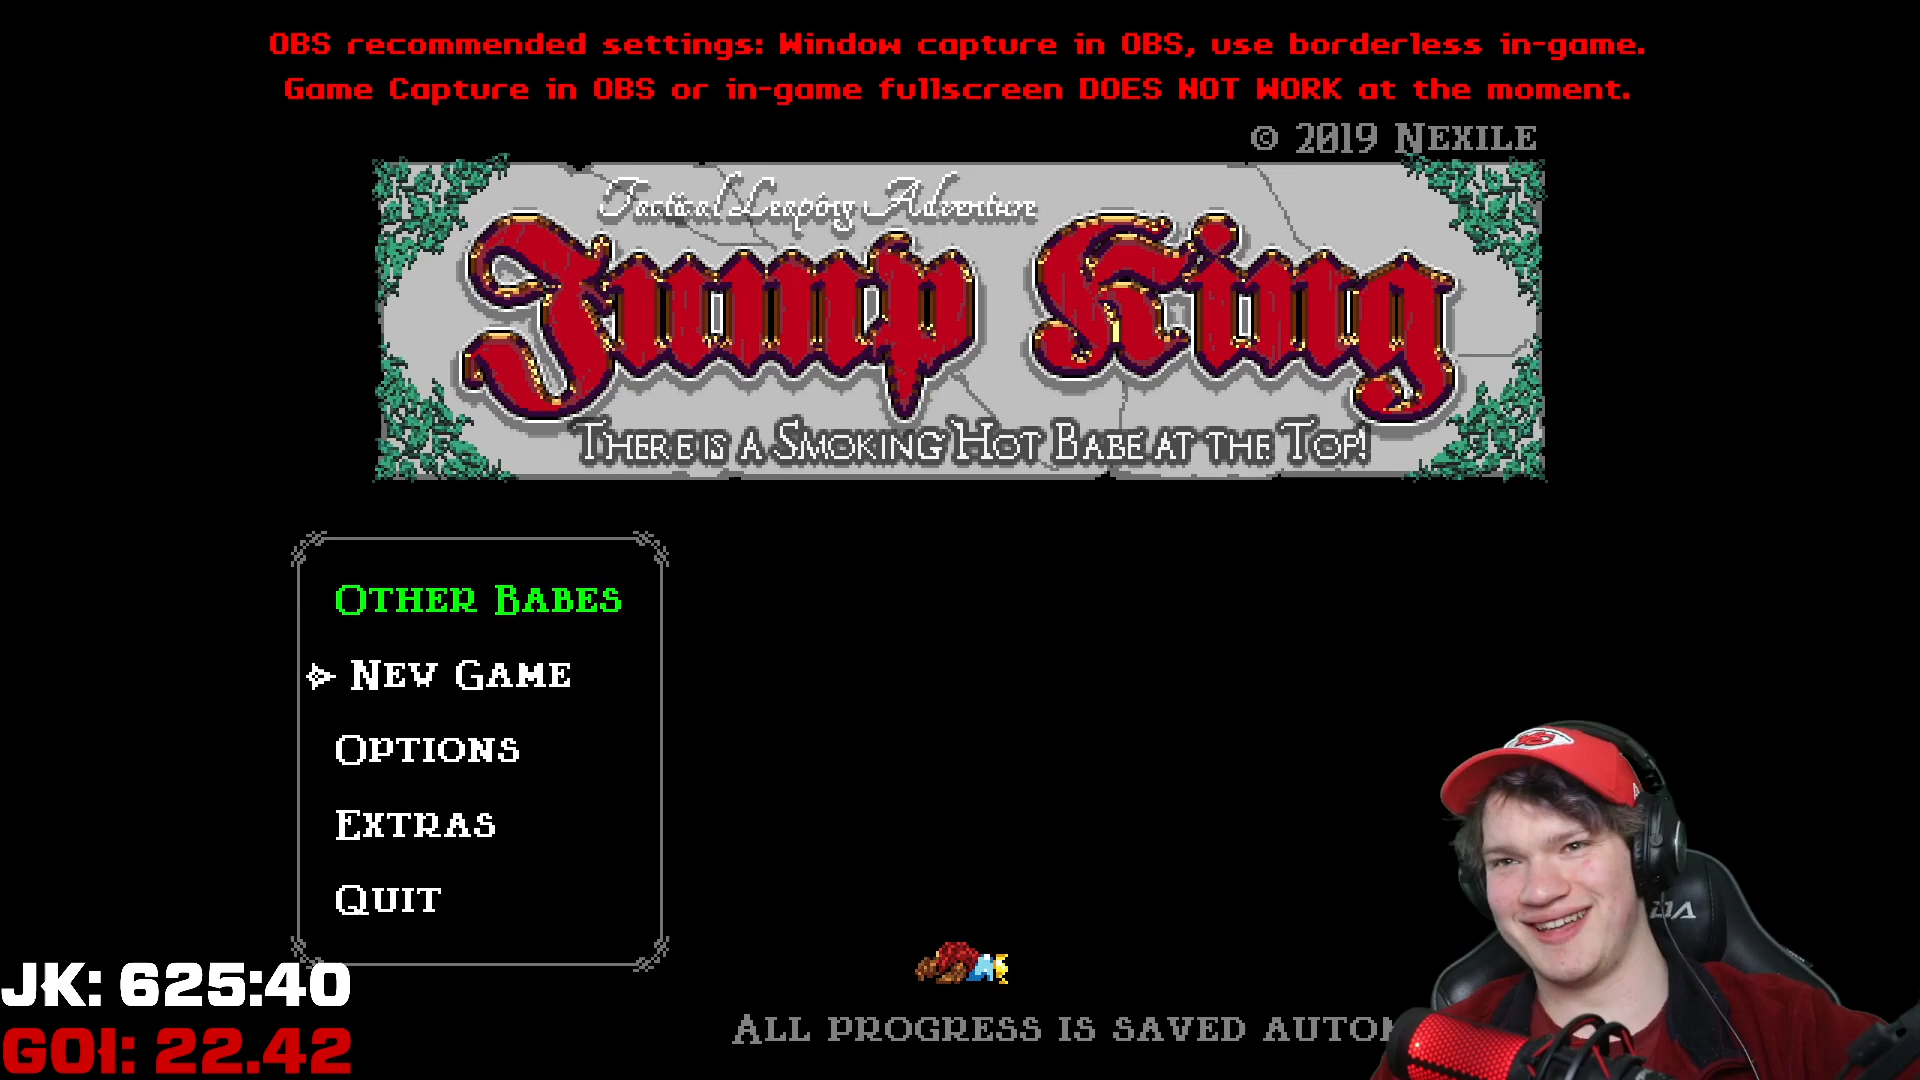 OBS recommended settings: Window capture in OBS, use borderless in-game.
Game Capture in OBS or in-game fullscreen DOES NOT WORK at the moment.
© 2019 NEXILE
Tactical Leaping Adventure
Jump King
THERE IS A SMOKING HOT BABE AT THE TOP!
OTHER BABES
NEW GAME
OPTIONS
EXTRAS
QUIT
JK: 625:40
GOI: 22.42
ALL PROGRESS IS SAVED AUTOM